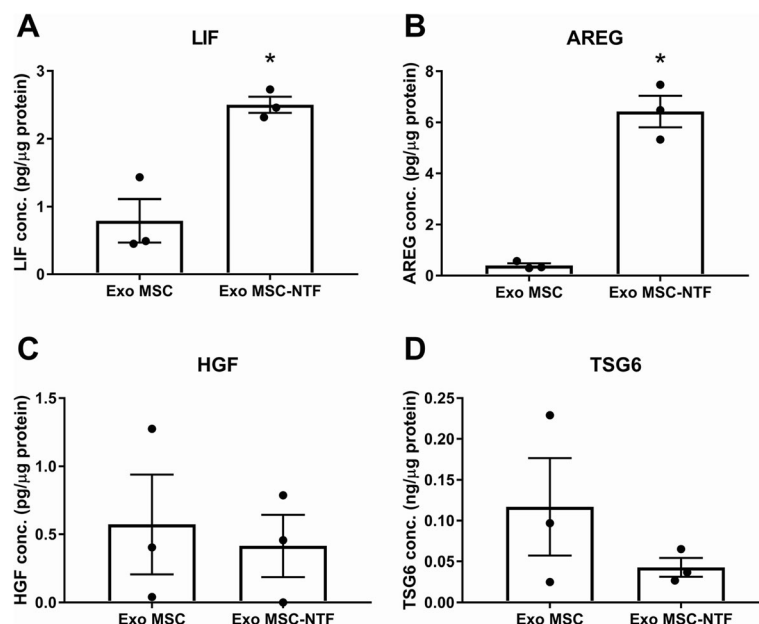 A
LIF
*
LIF conc. (pg/µg protein)
3
2
1
0
Exo MSC
Exo MSC-NTF
B
AREG
*
AREG conc. (pg/µg protein)
8
6
4
2
0
Exo MSC
Exo MSC-NTF
C
HGF
HGF conc. (pg/µg protein)
1.5
1.0
0.5
0.0
Exo MSC
Exo MSC-NTF
D
TSG6
TSG6 conc. (ng/µg protein)
0.25
0.20
0.15
0.10
0.05
0.00
Exo MSC
Exo MSC-NTF